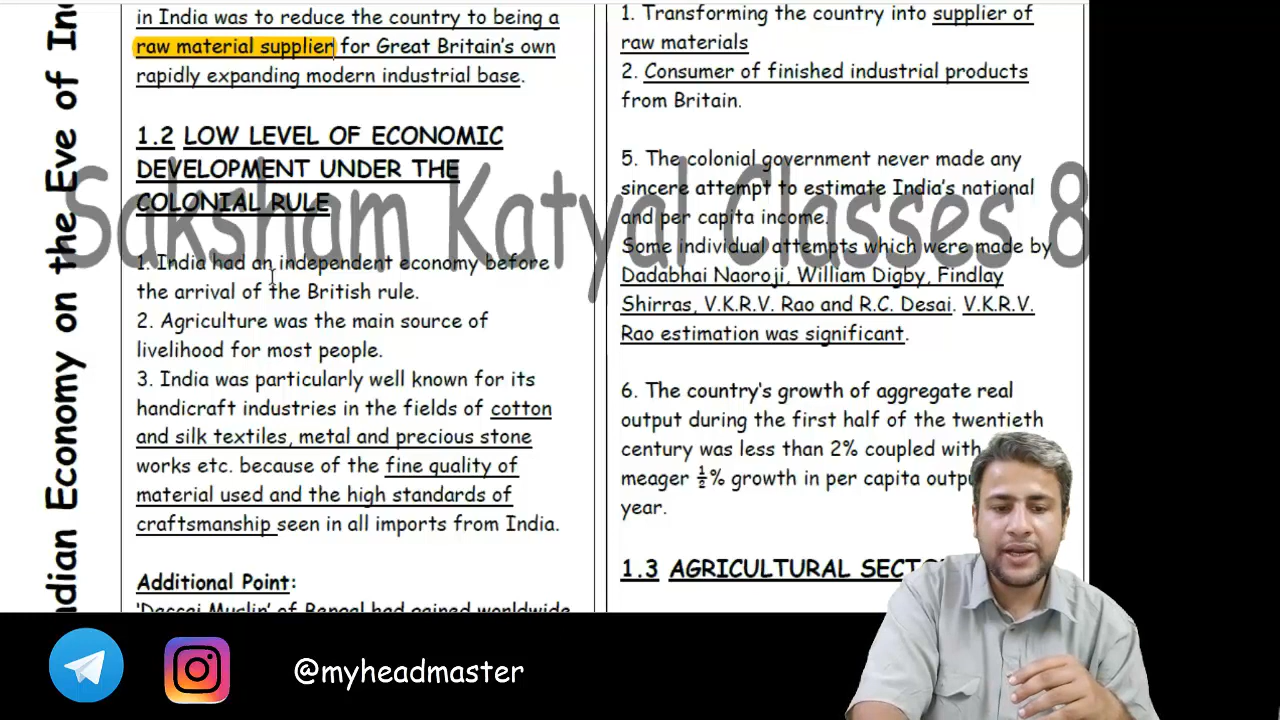 Indian Economy on the Eve of In
in India was to reduce the country to being a
raw material supplier for Great Britain's own
rapidly expanding modern industrial base.
1.2 LOW LEVEL OF ECONOMIC
DEVELOPMENT UNDER THE
COLONIAL RULE
1. India had an independent economy before
the arrival of the British rule.
2. Agriculture was the main source of
livelihood for most people.
3. India was particularly well known for its
handicraft industries in the fields of cotton
and silk textiles, metal and precious stone
works etc. because of the fine quality of
material used and the high standards of
craftsmanship seen in all imports from India.
Additional Point:
'Daccai Muslin' of Bengal had gained worldwide
1. Transforming the country into supplier of
raw materials
2. Consumer of finished industrial products
from Britain.
5. The colonial government never made any
sincere attempt to estimate India's national
and per capita income.
Some individual attempts which were made by
Dadabhai Naoroji, William Digby, Findlay
Shirras, V.K.R.V. Rao and R.C. Desai. V.K.R.V.
Rao estimation was significant.
6. The country's growth of aggregate real
output during the first half of the twentieth
century was less than 2% coupled with
meager ½% growth in per capita outpu
year.
1.3 AGRICULTURAL SECTO
Saksham Katyal Classes 8
@myheadmaster